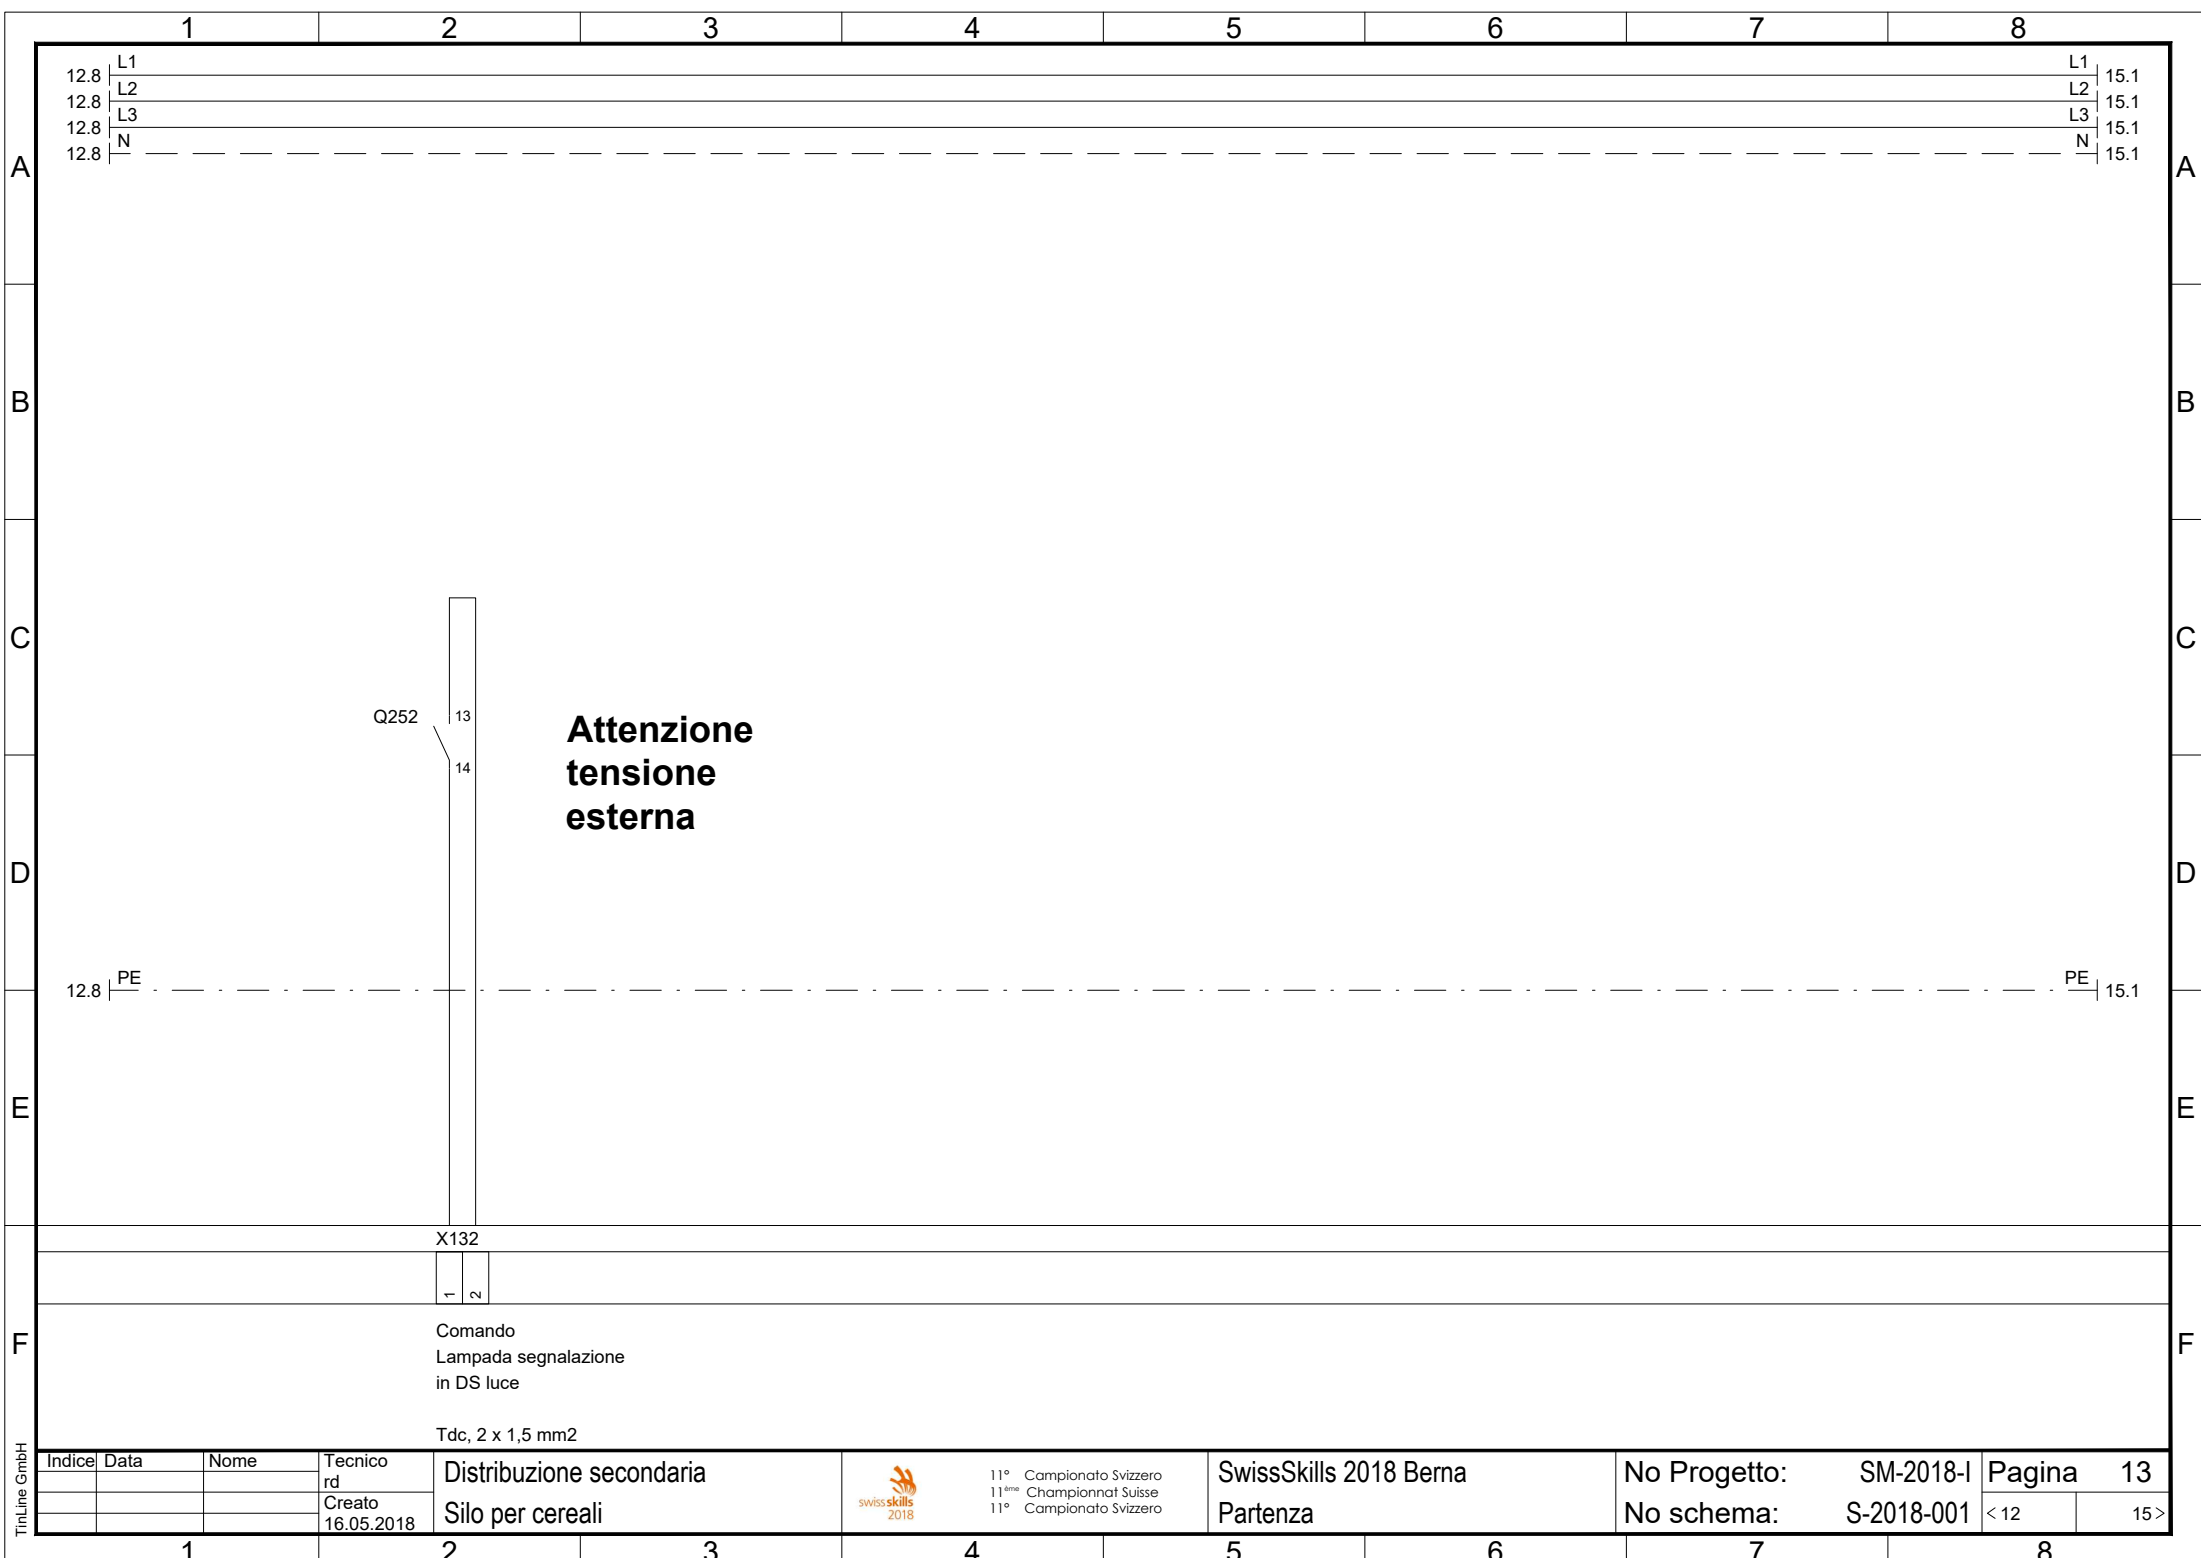 1 2 3 4 5 6 7 8
12.8 L1 L1 15.1
12.8 L2 L2 15.1
12.8 L3 L3 15.1
12.8 N N 15.1
A A
B B
C C
Q252 13
14
Attenzione
tensione
esterna
D D
12.8 PE PE 15.1
E E
X132
1 2
F F
Comando
Lampada segnalazione
in DS luce
Tdc, 2 x 1,5 mm2
TinLine GmbH
Indice Data Nome Tecnico
rd
Creato
16.05.2018
Distribuzione secondaria
Silo per cereali
swissskills
2018
11° Campionato Svizzero
11ème Championnat Suisse
11° Campionato Svizzero
SwissSkills 2018 Berna
Partenza
No Progetto: SM-2018-I
No schema: S-2018-001
Pagina 13
< 12 15 >
1 2 3 4 5 6 7 8